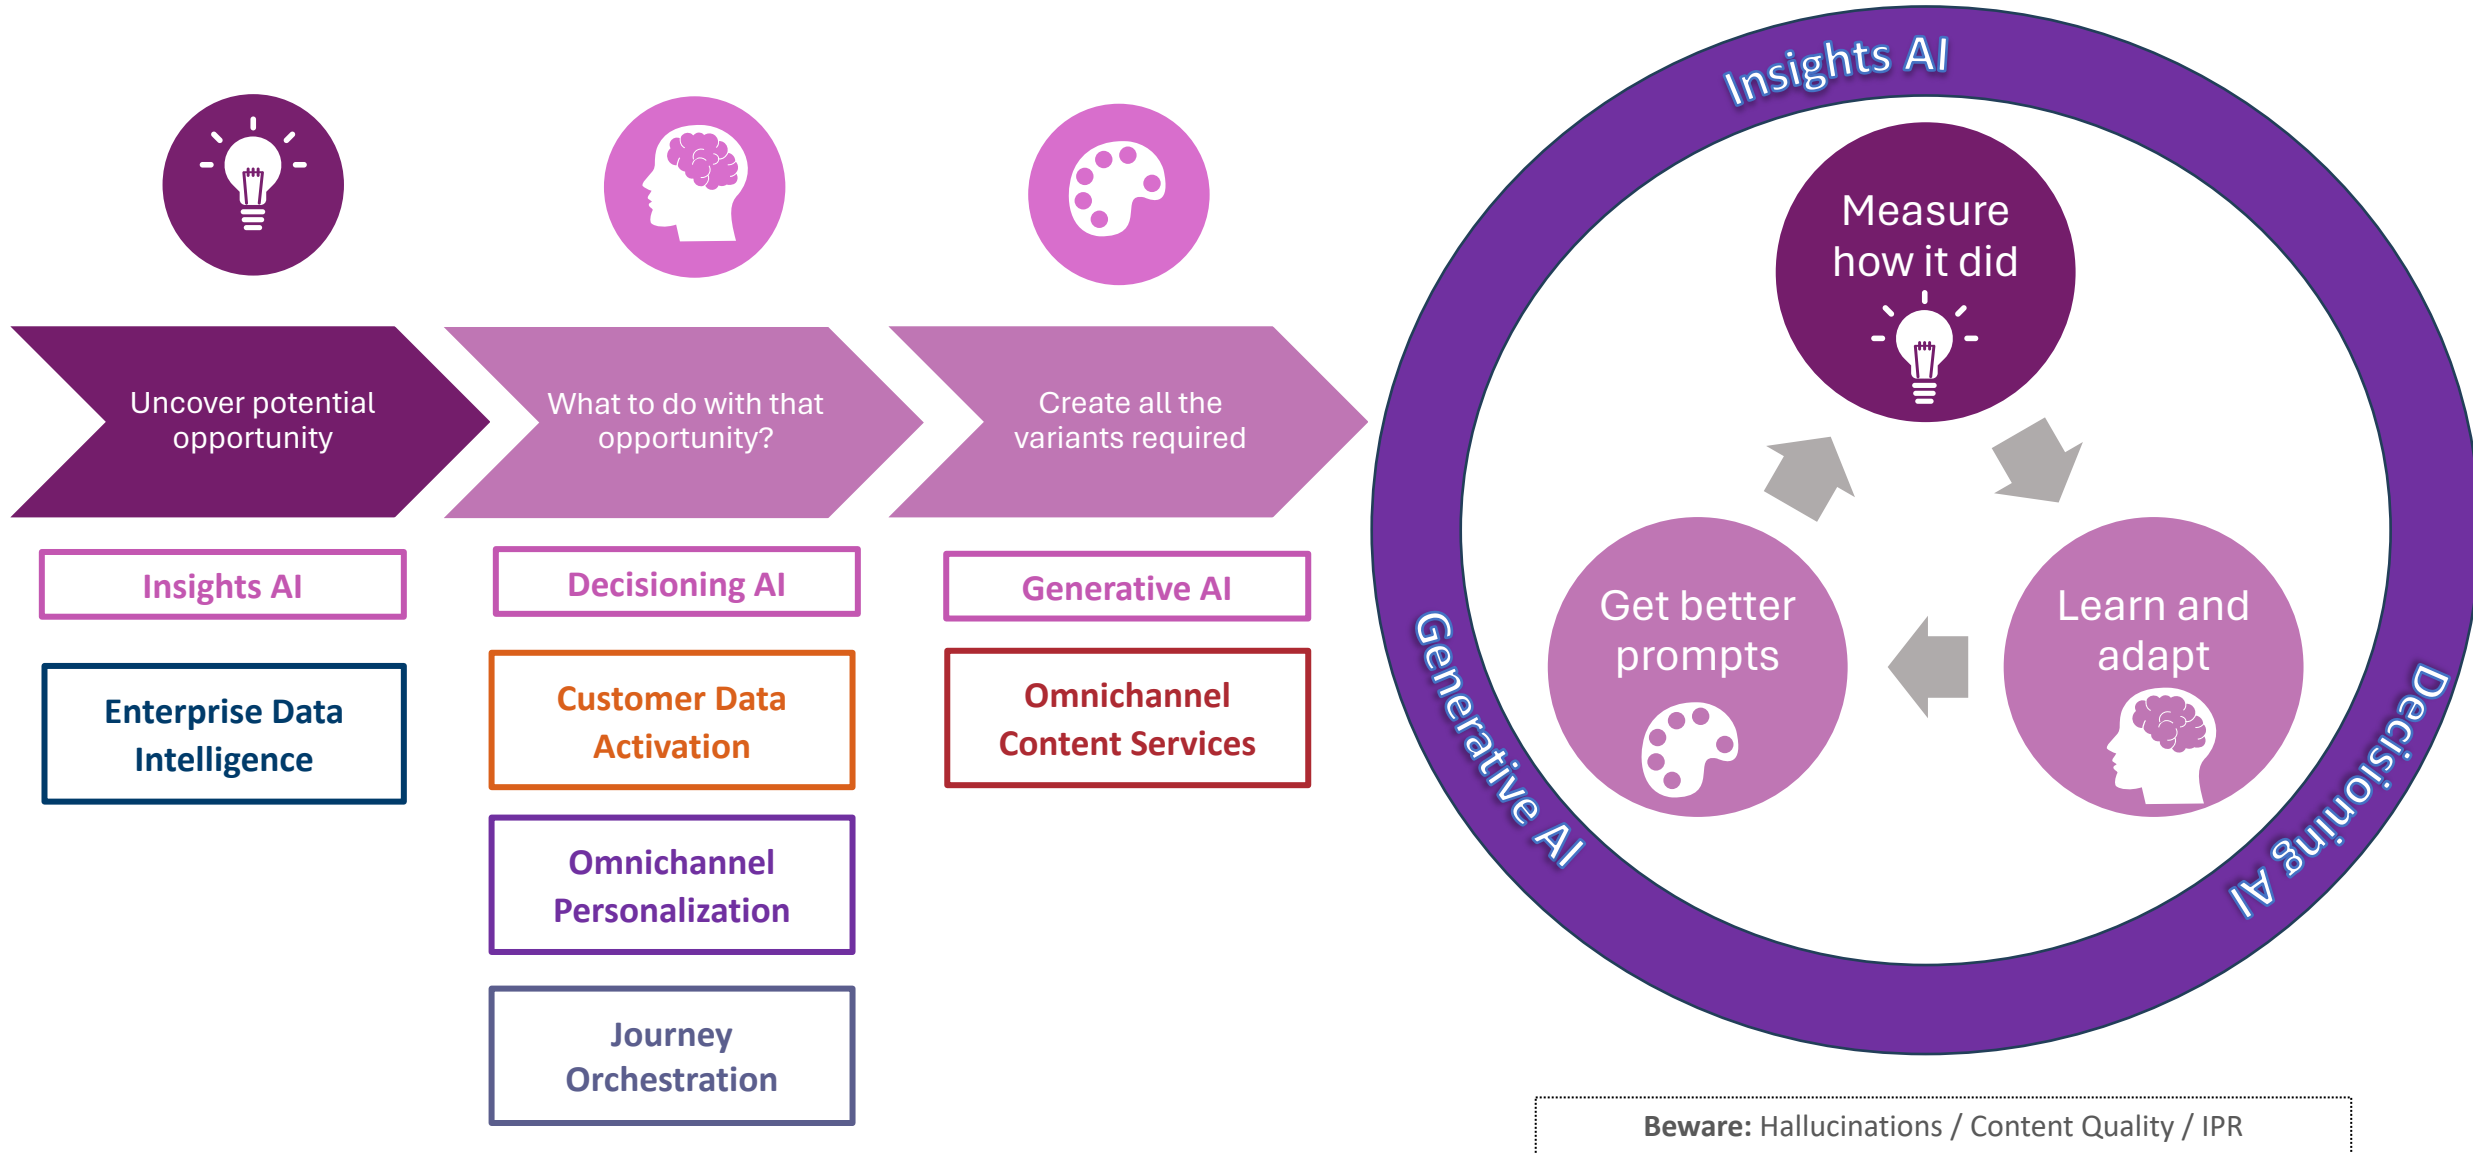 Uncover potential
opportunity
Insights AI
Enterprise Data
Intelligence
What to do with that
opportunity?
Decisioning AI
Customer Data
Activation
Omnichannel
Personalization
Journey
Orchestration
Create all the
variants required
Generative AI
Omnichannel
Content Services
Insights AI
Measure
how it did
Decisioning AI
Learn and
adapt
Generative AI
Get better
prompts
Beware: Hallucinations / Content Quality / IPR